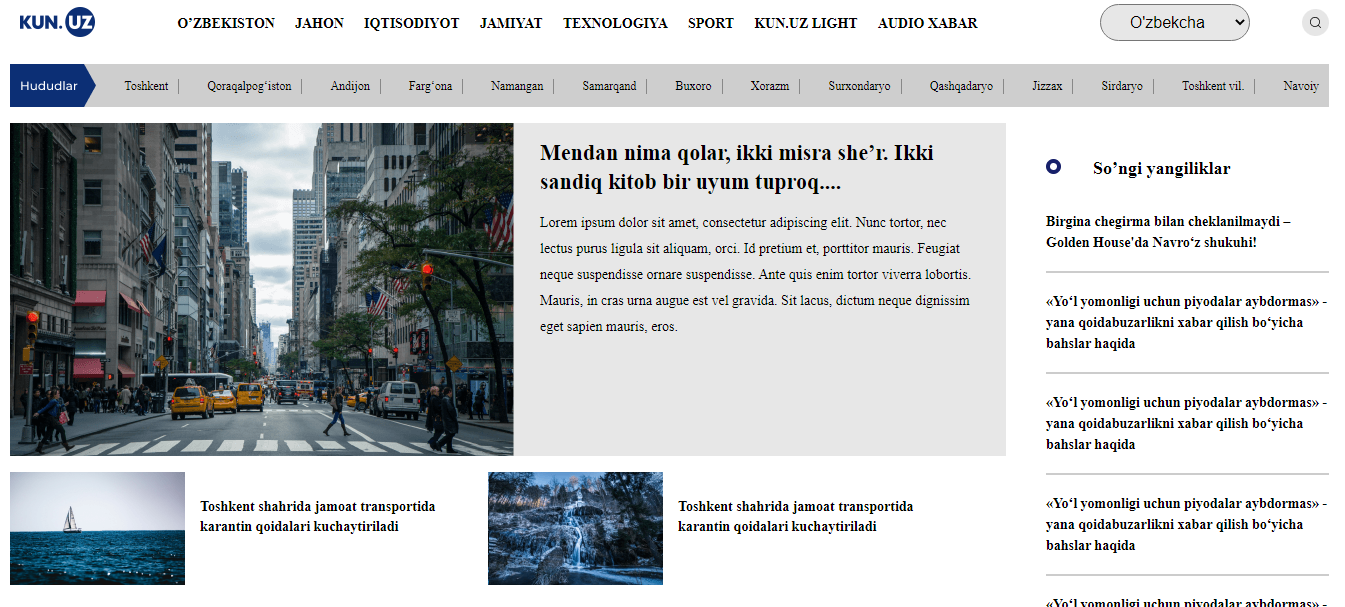 KUN.UZ
O’ZBEKISTON JAHON IQTISODIYOT JAMIYAT TEXNOLOGIYA SPORT KUN.UZ LIGHT AUDIO XABAR
O'zbekcha
Hududlar Toshkent Qoraqalpog‘iston Andijon Farg‘ona Namangan Samarqand Buxoro Xorazm Surxondaryo Qashqadaryo Jizzax Sirdaryo Toshkent vil. Navoiy
Mendan nima qolar, ikki misra she’r. Ikki
sandiq kitob bir uyum tuproq....
Lorem ipsum dolor sit amet, consectetur adipiscing elit. Nunc tortor, nec
lectus purus ligula sit aliquam, orci. Id pretium et, porttitor mauris. Feugiat
neque suspendisse ornare suspendisse. Ante quis enim tortor viverra lobortis.
Mauris, in cras urna augue est vel gravida. Sit lacus, dictum neque dignissim
eget sapien mauris, eros.
Toshkent shahrida jamoat transportida
karantin qoidalari kuchaytiriladi
Toshkent shahrida jamoat transportida
karantin qoidalari kuchaytiriladi
So’ngi yangiliklar
Birgina chegirma bilan cheklanilmaydi –
Golden House'da Navro‘z shukuhi!
«Yo‘l yomonligi uchun piyodalar aybdormas» -
yana qoidabuzarlikni xabar qilish bo‘yicha
bahslar haqida
«Yo‘l yomonligi uchun piyodalar aybdormas» -
yana qoidabuzarlikni xabar qilish bo‘yicha
bahslar haqida
«Yo‘l yomonligi uchun piyodalar aybdormas» -
yana qoidabuzarlikni xabar qilish bo‘yicha
bahslar haqida
«Yo‘l yomonligi uchun piyodalar aybdormas» -